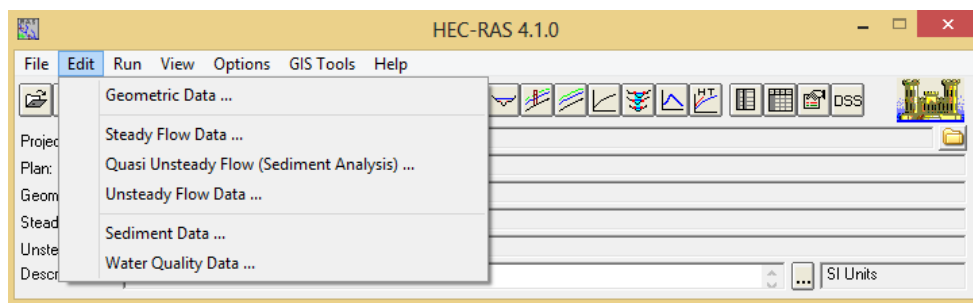 HEC-RAS 4.1.0
File Edit Run View Options GIS Tools Help
Geometric Data ...
HT
DSS
Steady Flow Data ...
Projec
Quasi Unsteady Flow (Sediment Analysis) ...
Plan:
Unsteady Flow Data ...
Geom
Stead
Sediment Data ...
Unste
Water Quality Data ...
Descr
... SI Units